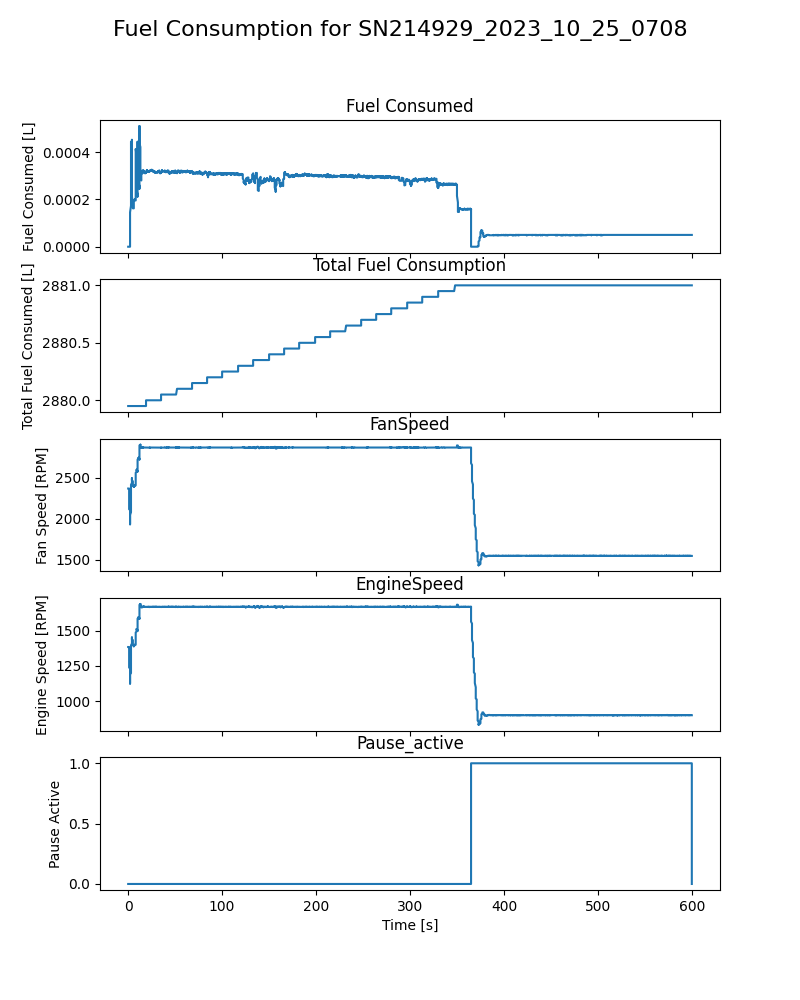 Fuel Consumption for SN214929_2023_10_25_0708
Fuel Consumed
Fuel Consumed [L]
0.0004
0.0002
0.0000
Total Fuel Consumption
Total Fuel Consumed [L]
2881.0
2880.5
2880.0
FanSpeed
Fan Speed [RPM]
2500
2000
1500
EngineSpeed
Engine Speed [RPM]
1500
1250
1000
Pause_active
Pause Active
1.0
0.5
0.0
0 100 200 300 400 500 600
Time [s]